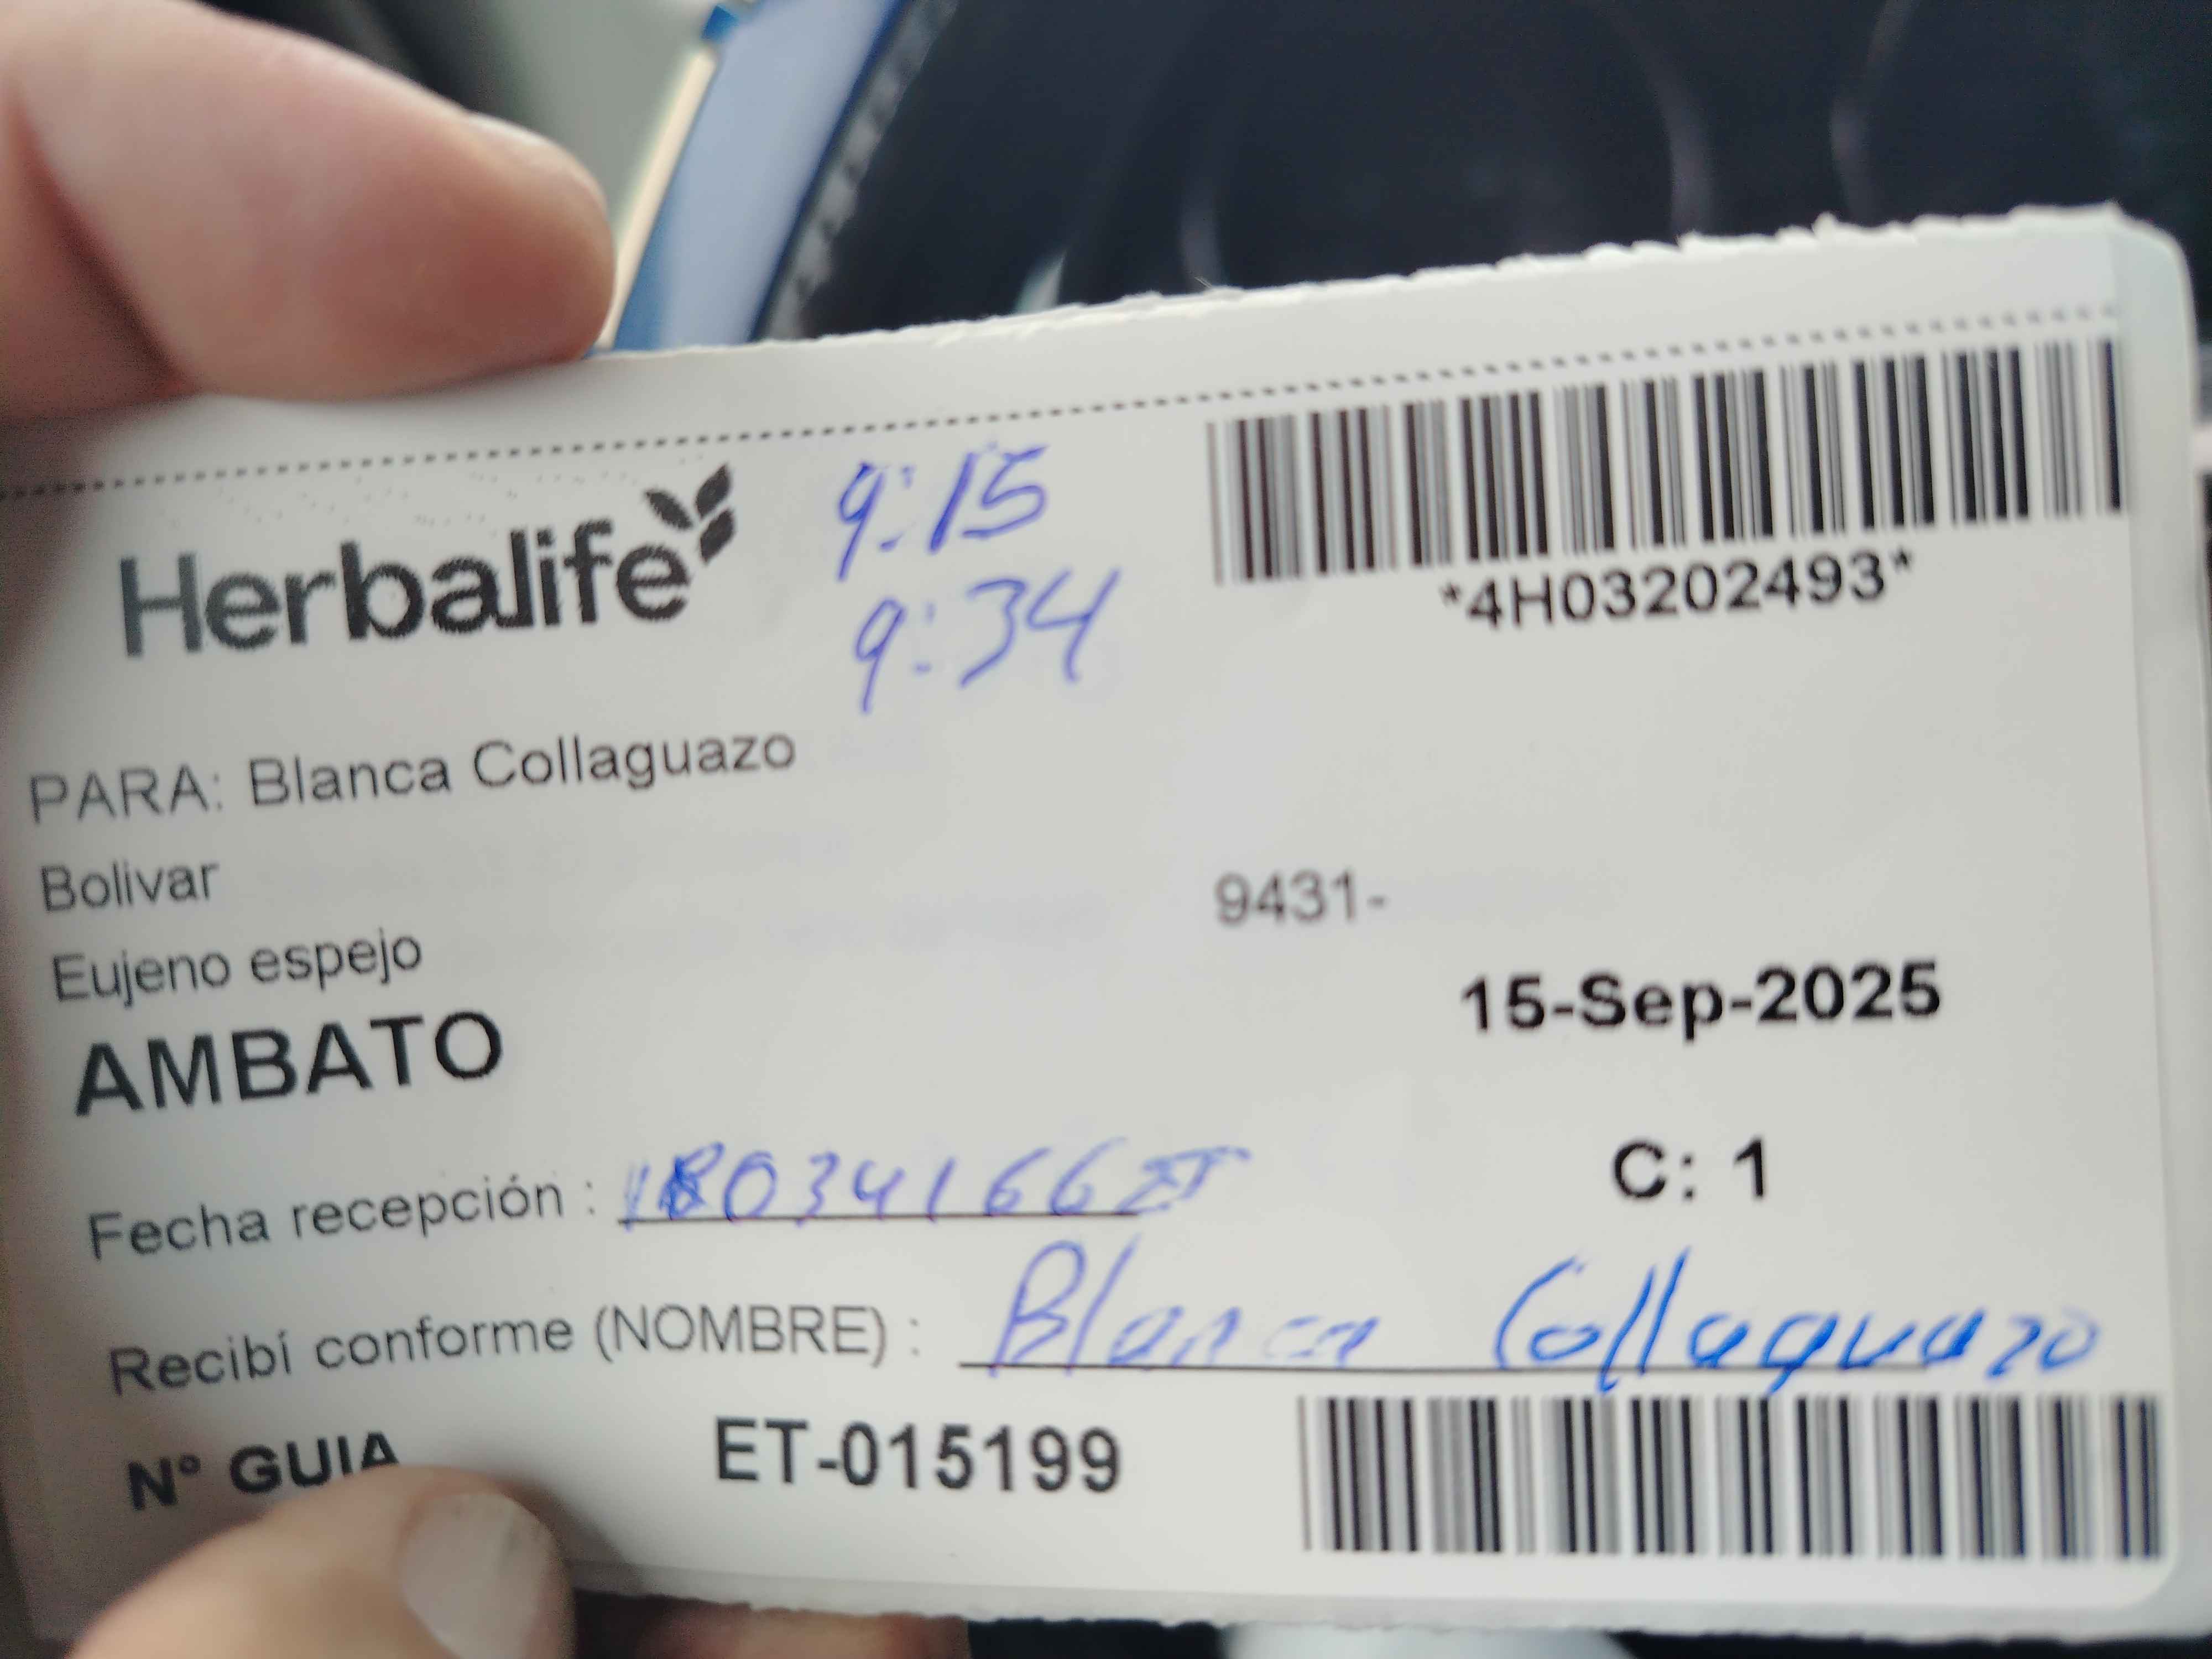 Herbalife
9:15
9:34
*4H03202493*
PARA: Blanca Collaguazo
Bolivar
9431-
Eujeno espejo
15-Sep-2025
AMBATO
C: 1
Fecha recepción :
Recibí conforme (NOMBRE) : Blanca Collaguazo
N° GUIA ET-015199